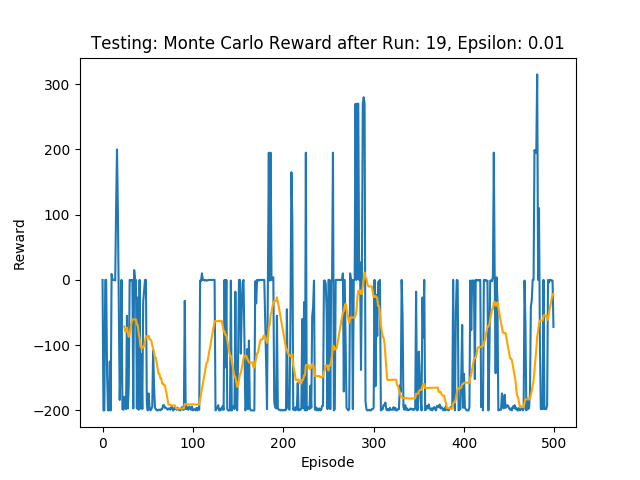 Testing: Monte Carlo Reward after Run: 19, Epsilon: 0.01
300
200
100
0
−100
−200
Reward
0 100 200 300 400 500
Episode